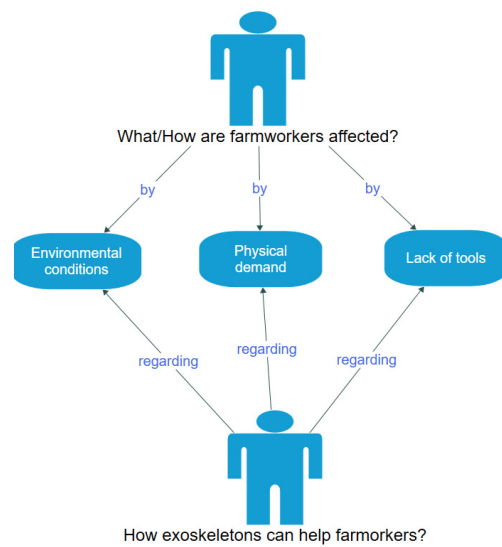 What/How are farmworkers affected?
by
by
by
Environmental
conditions
Physical
demand
Lack of tools
regarding
regarding
regarding
How exoskeletons can help farmorkers?